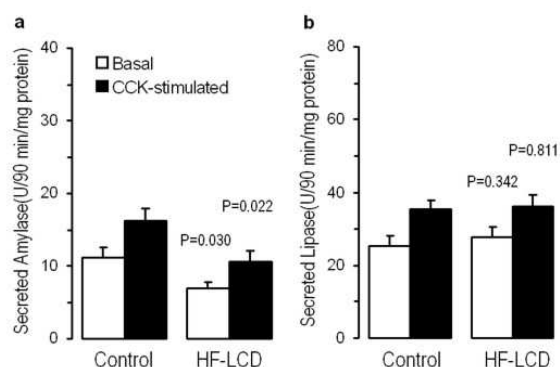 a
Secreted Amylase(U/90 min/mg protein)
40
30
20
10
0
Basal
CCK-stimulated
P=0.030
P=0.022
Control
HF-LCD
b
Secreted Lipase(U/90 min/mg protein)
80
60
40
20
0
P=0.342
P=0.811
Control
HF-LCD